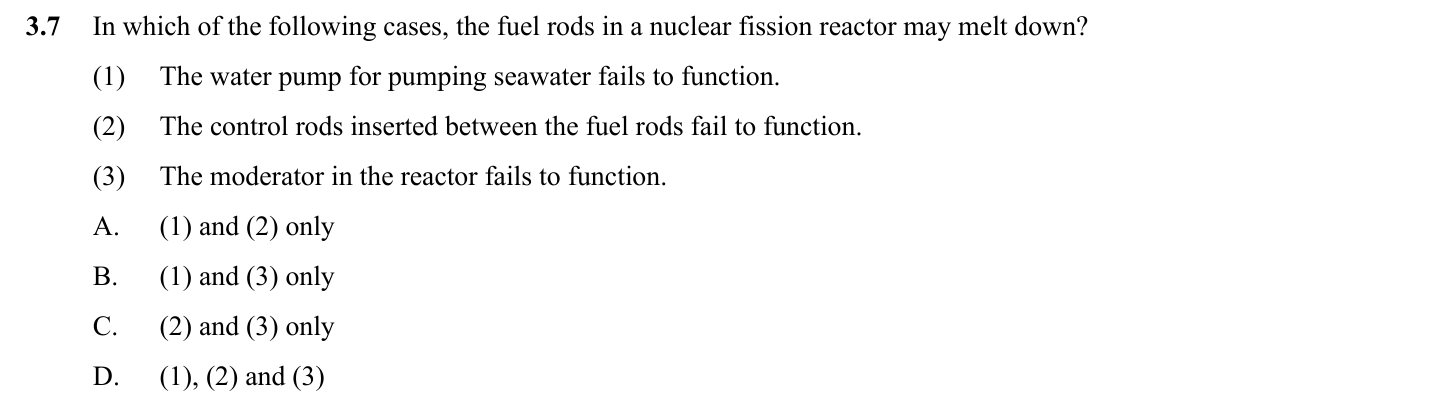 3.7 In which of the following cases, the fuel rods in a nuclear fission reactor may melt down?
(1) The water pump for pumping seawater fails to function.
(2) The control rods inserted between the fuel rods fail to function.
(3) The moderator in the reactor fails to function.
A. (1) and (2) only
B. (1) and (3) only
C. (2) and (3) only
D. (1), (2) and (3)